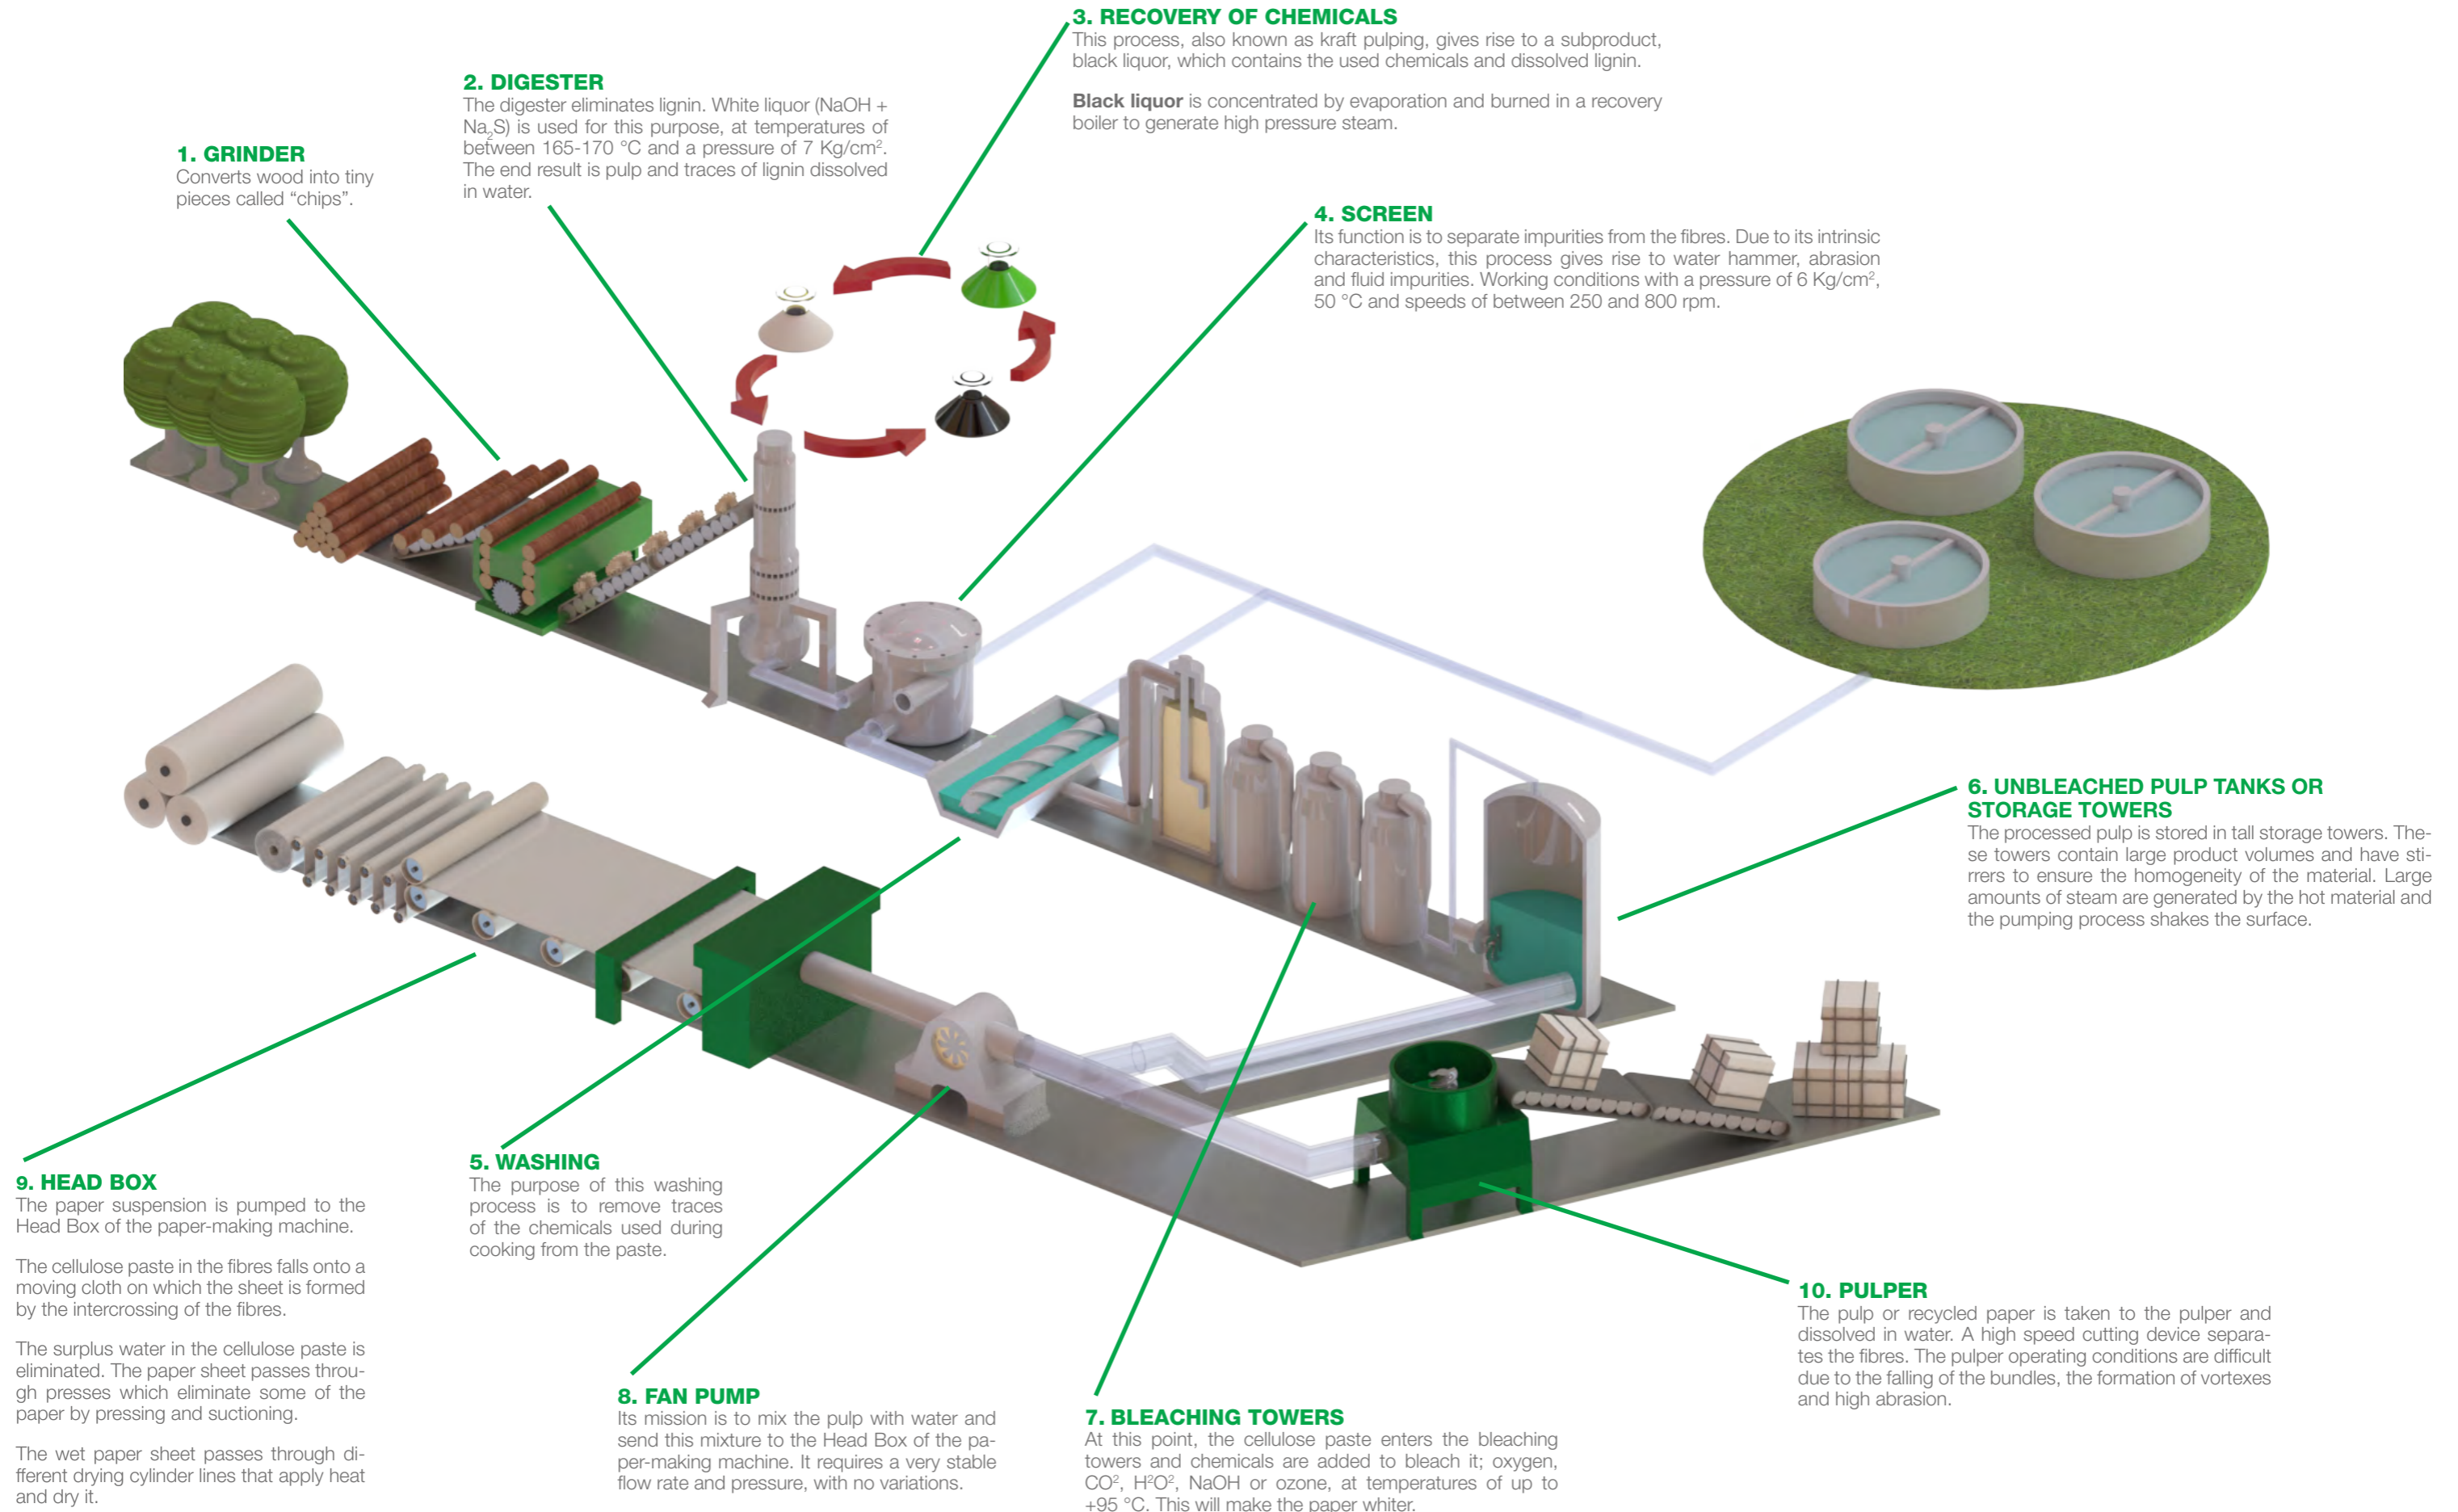 3. RECOVERY OF CHEMICALS
This process, also known as kraft pulping, gives rise to a subproduct,
black liquor, which contains the used chemicals and dissolved lignin.
Black liquor is concentrated by evaporation and burned in a recovery
boiler to generate high pressure steam.
2. DIGESTER
The digester eliminates lignin. White liquor (NaOH +
Na₂S) is used for this purpose, at temperatures of
between 165-170 °C and a pressure of 7 Kg/cm².
The end result is pulp and traces of lignin dissolved
in water.
1. GRINDER
Converts wood into tiny
pieces called “chips”.
4. SCREEN
Its function is to separate impurities from the fibres. Due to its intrinsic
characteristics, this process gives rise to water hammer, abrasion
and fluid impurities. Working conditions with a pressure of 6 Kg/cm²,
50 °C and speeds of between 250 and 800 rpm.
6. UNBLEACHED PULP TANKS OR
STORAGE TOWERS
The processed pulp is stored in tall storage towers. The-
se towers contain large product volumes and have sti-
rrers to ensure the homogeneity of the material. Large
amounts of steam are generated by the hot material and
the pumping process shakes the surface.
9. HEAD BOX
The paper suspension is pumped to the
Head Box of the paper-making machine.
The cellulose paste in the fibres falls onto a
moving cloth on which the sheet is formed
by the intercrossing of the fibres.
The surplus water in the cellulose paste is
eliminated. The paper sheet passes throu-
gh presses which eliminate some of the
paper by pressing and suctioning.
The wet paper sheet passes through di-
fferent drying cylinder lines that apply heat
and dry it.
5. WASHING
The purpose of this washing
process is to remove traces
of the chemicals used during
cooking from the paste.
8. FAN PUMP
Its mission is to mix the pulp with water and
send this mixture to the Head Box of the pa-
per-making machine. It requires a very stable
flow rate and pressure, with no variations.
7. BLEACHING TOWERS
At this point, the cellulose paste enters the bleaching
towers and chemicals are added to bleach it; oxygen,
CO², H²O², NaOH or ozone, at temperatures of up to
+95 °C. This will make the paper whiter.
10. PULPER
The pulp or recycled paper is taken to the pulper and
dissolved in water. A high speed cutting device separa-
tes the fibres. The pulper operating conditions are difficult
due to the falling of the bundles, the formation of vortexes
and high abrasion.